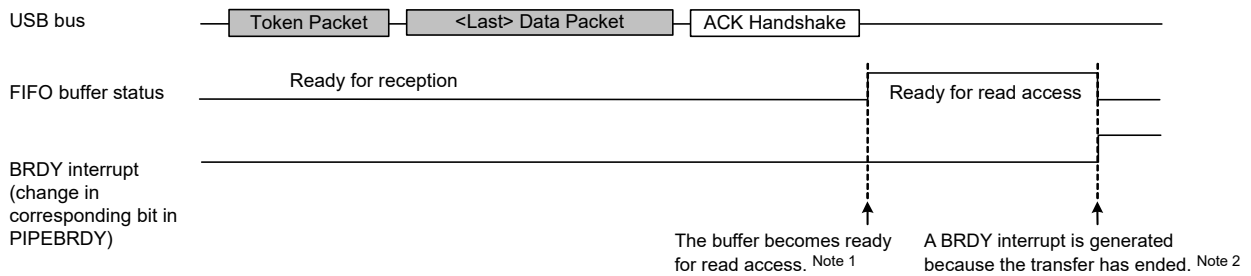 USB bus
Token Packet
<Last> Data Packet
ACK Handshake
Ready for reception
FIFO buffer status
Ready for read access
BRDY interrupt
(change in
corresponding bit in
PIPEBRDY)
The buffer becomes ready
for read access. Note 1
A BRDY interrupt is generated
because the transfer has ended. Note 2